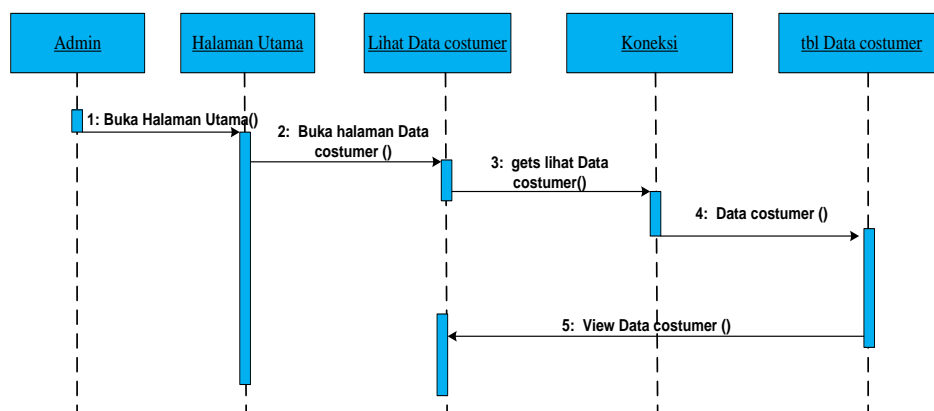 Admin
Halaman Utama
Lihat Data costumer
Koneksi
tbl Data costumer
1: Buka Halaman Utama()
2: Buka halaman Data
costumer ()
3: gets lihat Data
costumer()
4: Data costumer ()
5: View Data costumer ()